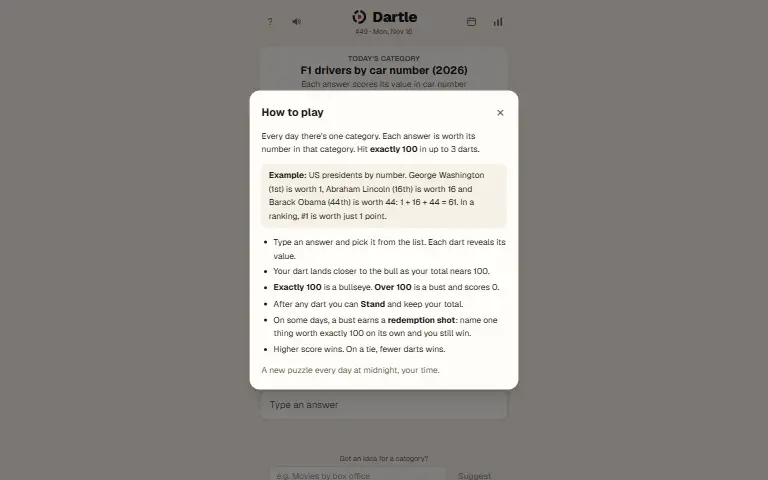 ?
Dartle
#49 · Mon, Nov 16
TODAY'S CATEGORY
F1 drivers by car number (2026)
Each answer scores its value in car number
How to play
×
Every day there's one category. Each answer is worth its
number in that category. Hit exactly 100 in up to 3 darts.
Example: US presidents by number. George Washington
(1st) is worth 1, Abraham Lincoln (16th) is worth 16 and
Barack Obama (44th) is worth 44: 1 + 16 + 44 = 61. In a
ranking, #1 is worth just 1 point.
• Type an answer and pick it from the list. Each dart reveals its
value.
• Your dart lands closer to the bull as your total nears 100.
• Exactly 100 is a bullseye. Over 100 is a bust and scores 0.
• After any dart you can Stand and keep your total.
• On some days, a bust earns a redemption shot: name one
thing worth exactly 100 on its own and you still win.
• Higher score wins. On a tie, fewer darts wins.
A new puzzle every day at midnight, your time.
Type an answer
Got an idea for a category?
e.g. Movies by box office
Suggest